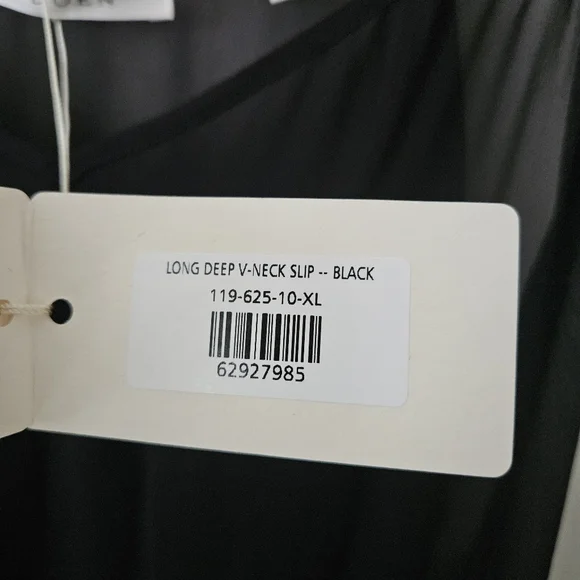 LONG DEEP V-NECK SLIP -- BLACK
119-625-10-XL
62927985